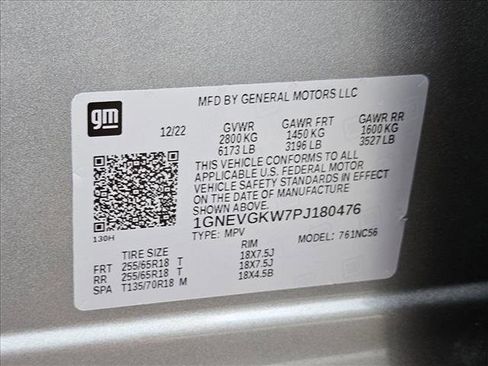 MFD BY GENERAL MOTORS LLC
gm
12/22 GVWR GAWR FRT GAWR RR
2800 KG 1450 KG 1600 KG
6173 LB 3196 LB 3527 LB
THIS VEHICLE CONFORMS TO ALL
APPLICABLE U.S. FEDERAL MOTOR
VEHICLE SAFETY STANDARDS IN EFFECT
ON THE DATE OF MANUFACTURE
SHOWN ABOVE.
1GNEVGKW7PJ180476
130H TYPE: MPV MODEL: 761NC56
TIRE SIZE RIM
FRT 255/65R18 T 18X7.5J
RR 255/65R18 T 18X7.5J
SPA T135/70R18 M 18X4.5B